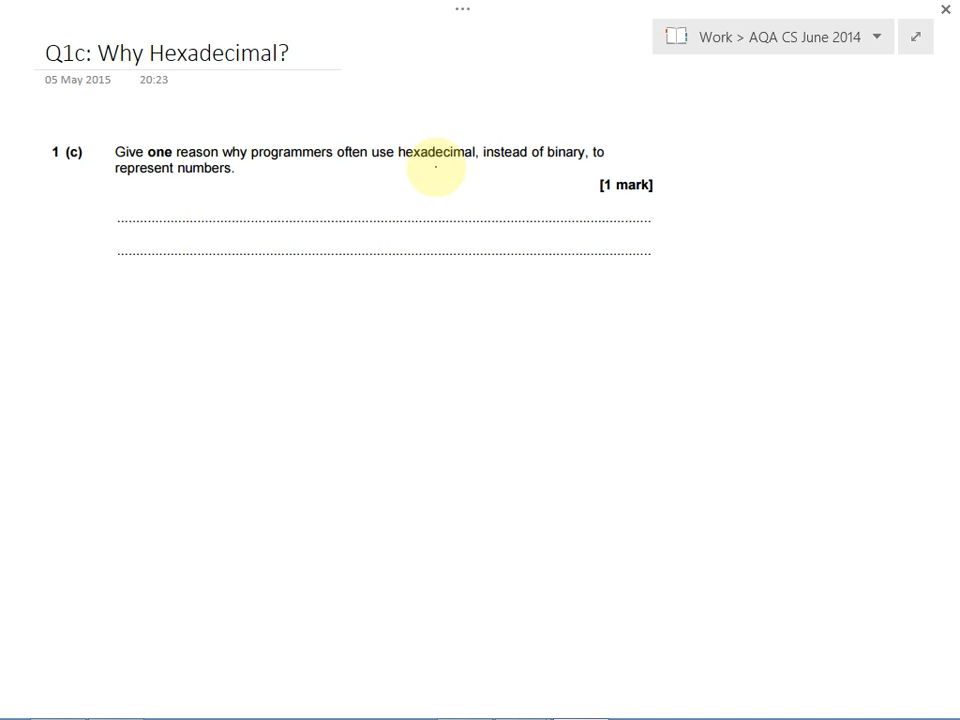 ...
Q1c: Why Hexadecimal?
Work > AQA CS June 2014
05 May 2015 20:23
1 (c) Give one reason why programmers often use hexadecimal, instead of binary, to
represent numbers.
[1 mark]